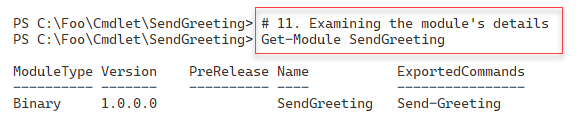 PS C:\Foo\Cmdlet\SendGreeting> # 11. Examining the module's details
PS C:\Foo\Cmdlet\SendGreeting> Get-Module SendGreeting
ModuleType Version    PreRelease Name         ExportedCommands
---------- -------    ---------- ----         ----------------
Binary     1.0.0.0               SendGreeting Send-Greeting